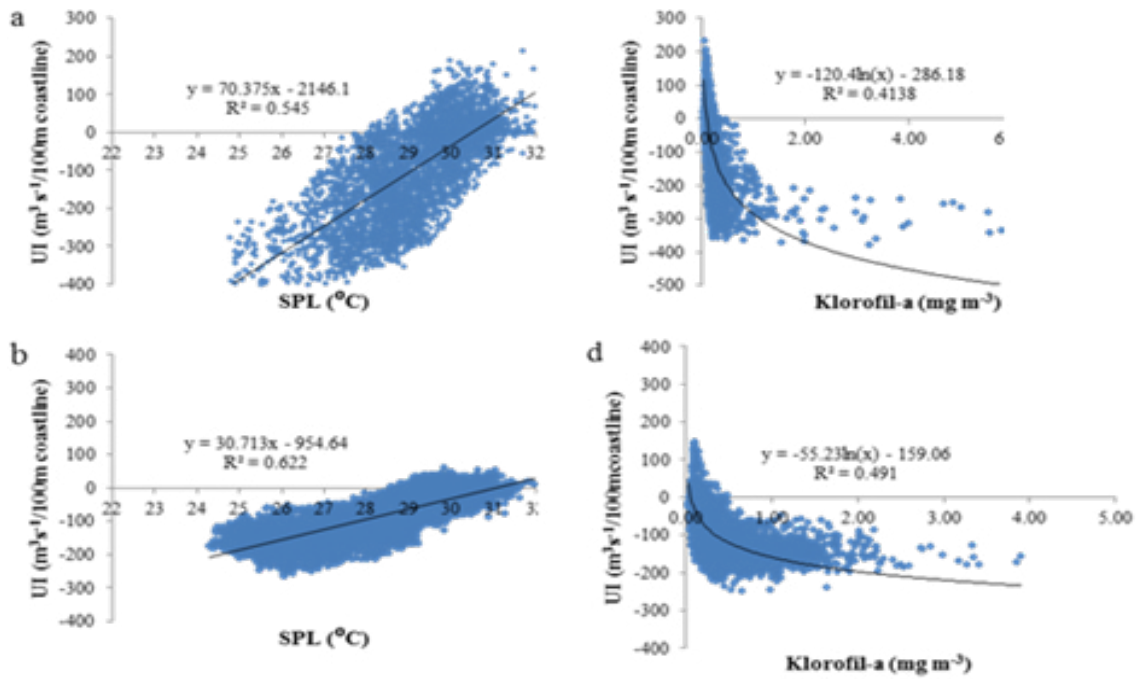 a
300
200
100
0
-100
-200
-300
-400
22 23 24 25 26 27 28 29 30 31 32
y = 70.375x - 2146.1
R² = 0.545
UI (m³ s⁻¹/100m coastline)
SPL (°C)
300
200
100
0
-100
-200
-300
-400
-500
0.00 2.00 4.00 6
y = -120.4ln(x) - 286.18
R² = 0.4138
UI (m³ s⁻¹/100m coastline)
Klorofil-a (mg m⁻³)
b
400
300
200
100
0
-100
-200
-300
-400
22 23 24 25 26 27 28 29 30 31
y = 30.713x - 954.64
R² = 0.622
UI (m³s⁻¹/100m coastline)
SPL (°C)
d
400
300
200
100
0
-100
-200
-300
-400
0.00 1.00 2.00 3.00 4.00 5.00
y = -55.23ln(x) - 159.06
R² = 0.491
UI (m³s⁻¹/100mcoastline)
Klorofil-a (mg m⁻³)